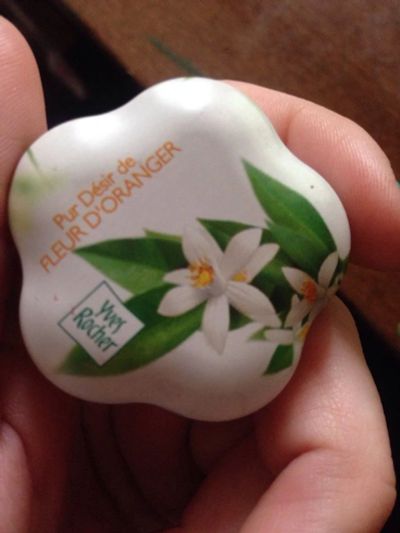 Pur Désir de
FLEUR D'ORANGER
Yves
Rocher